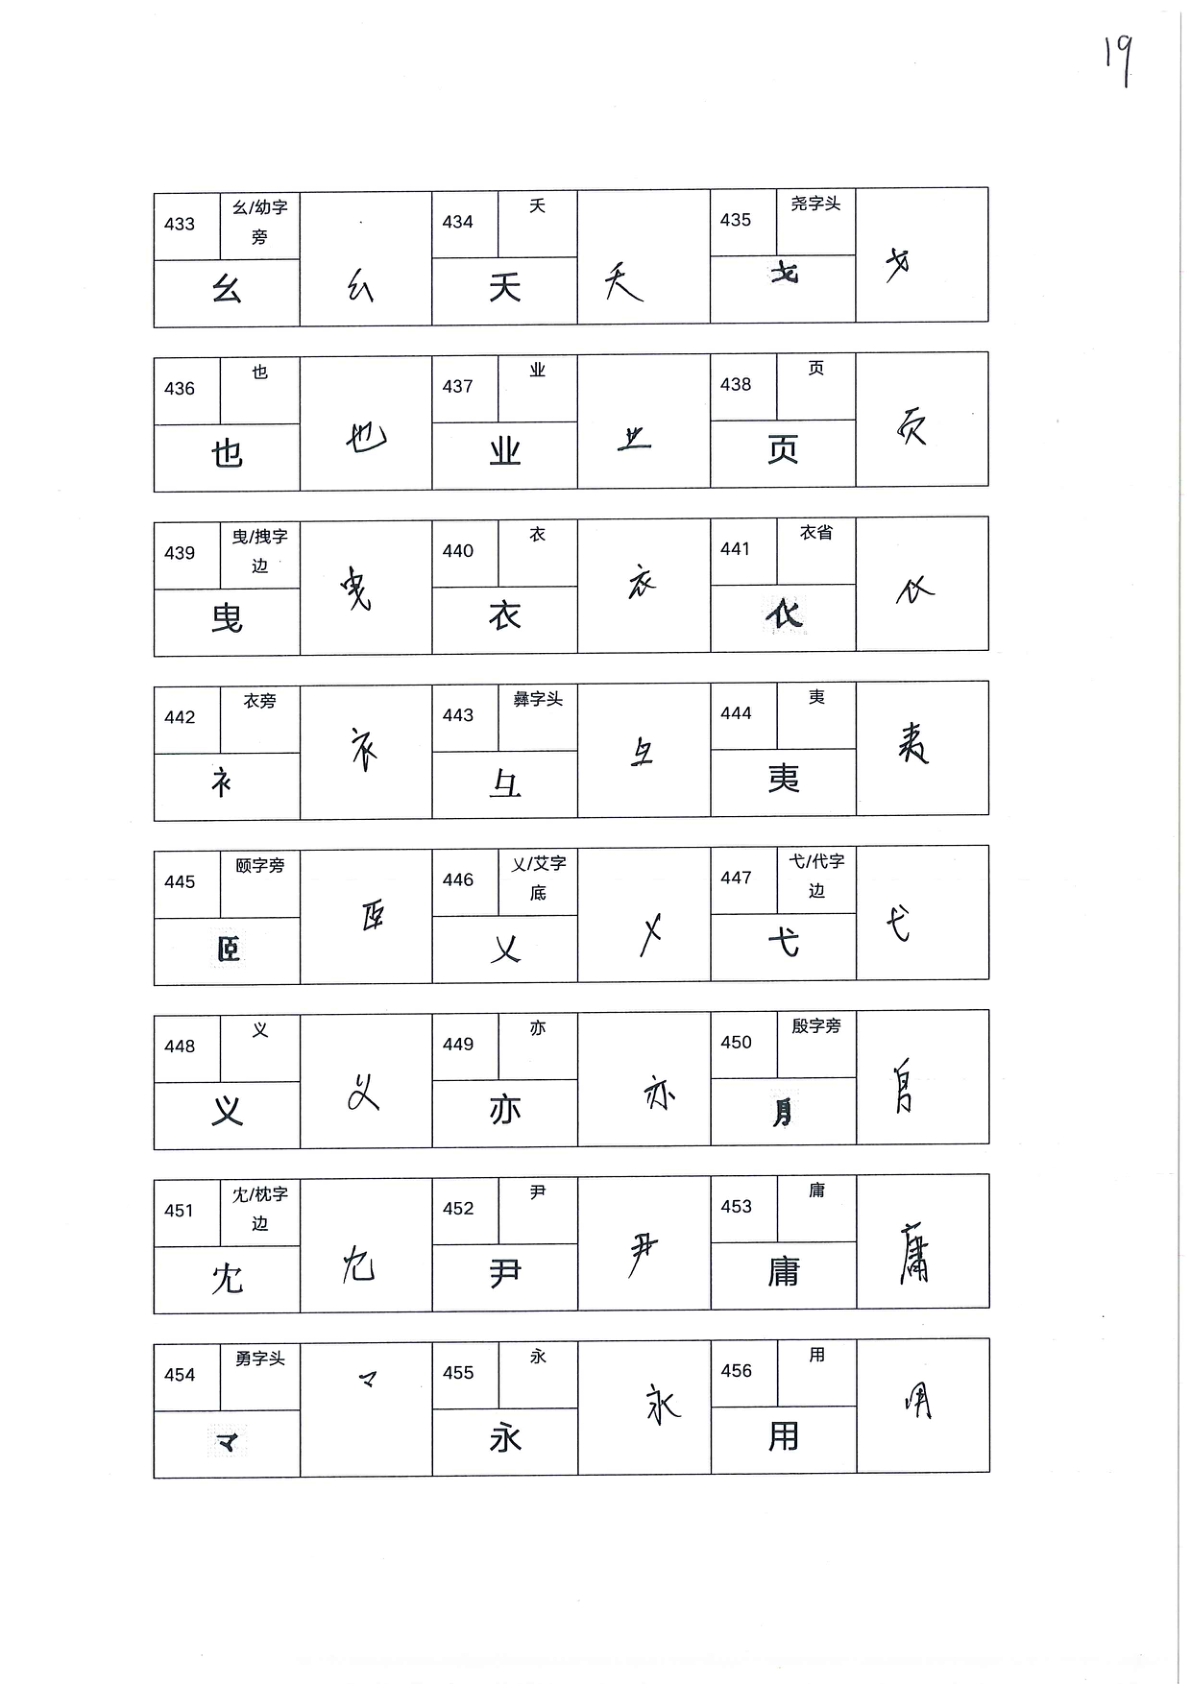 19
433 幺/幼字旁 幺 幺 434 天 天 天 435 尧字头 戈 戈
436 也 也 也 437 业 业 业 438 页 页 页
439 曳/拽字边 曳 曳 440 衣 衣 衣 441 衣省
442 衣旁 衤 衤 443 彝字头 彑 彑 444 夷 夷 夷
445 颐字旁 𦣞 𦣞 446 乂/艾字底 乂 乂 447 弋/代字边 弋 弋
448 义 义 义 449 亦 亦 亦 450 殷字旁
451 冘/枕字边 冘 冘 452 尹 尹 尹 453 庸 庸 庸
454 勇字头 龴 龴 455 永 永 永 456 用 用 用